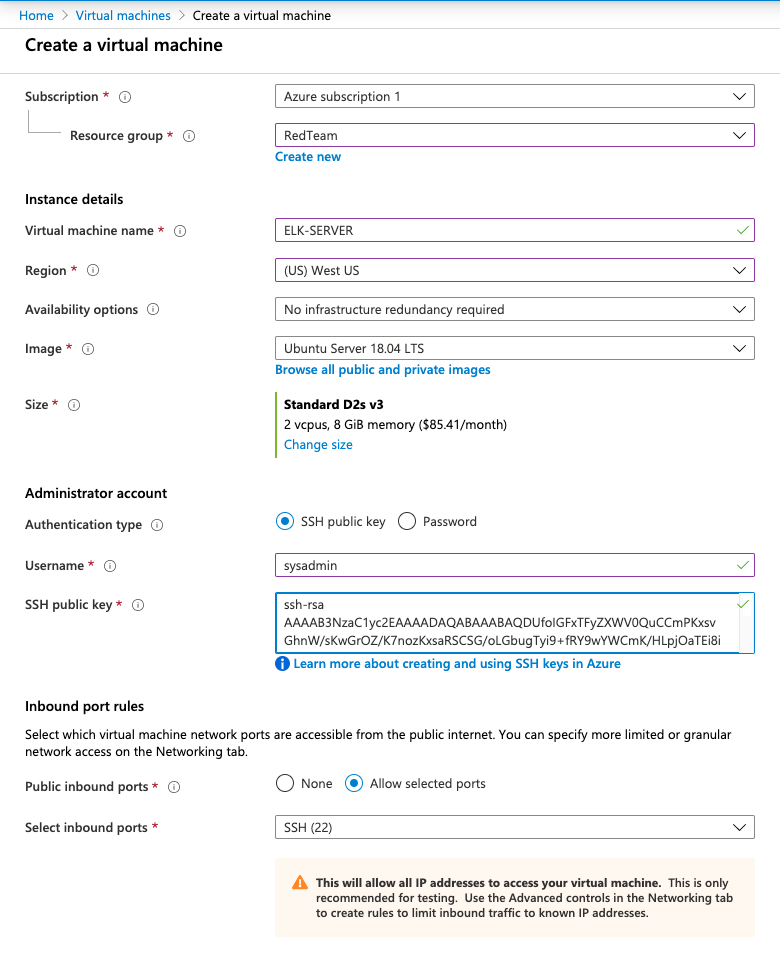 Home > Virtual machines > Create a virtual machine
Create a virtual machine
Subscription * Azure subscription 1
Resource group * RedTeam
Create new
Instance details
Virtual machine name * ELK-SERVER
Region * (US) West US
Availability options No infrastructure redundancy required
Image * Ubuntu Server 18.04 LTS
Browse all public and private images
Size * Standard D2s v3
2 vcpus, 8 GiB memory ($85.41/month)
Change size
Administrator account
Authentication type SSH public key Password
Username * sysadmin
SSH public key * ssh-rsa
AAAAB3NzaC1yc2EAAAADAQABAAABAQDUfolGFxTFyZXWV0QuCCmPKxsv
GhnW/sKwGrOZ/K7nozKxsaRSCSG/oLGbugTyi9+fRY9wYWCmK/HLpjOaTEi8i
Learn more about creating and using SSH keys in Azure
Inbound port rules
Select which virtual machine network ports are accessible from the public internet. You can specify more limited or granular
network access on the Networking tab.
Public inbound ports * None Allow selected ports
Select inbound ports * SSH (22)
This will allow all IP addresses to access your virtual machine. This is only
recommended for testing. Use the Advanced controls in the Networking tab
to create rules to limit inbound traffic to known IP addresses.